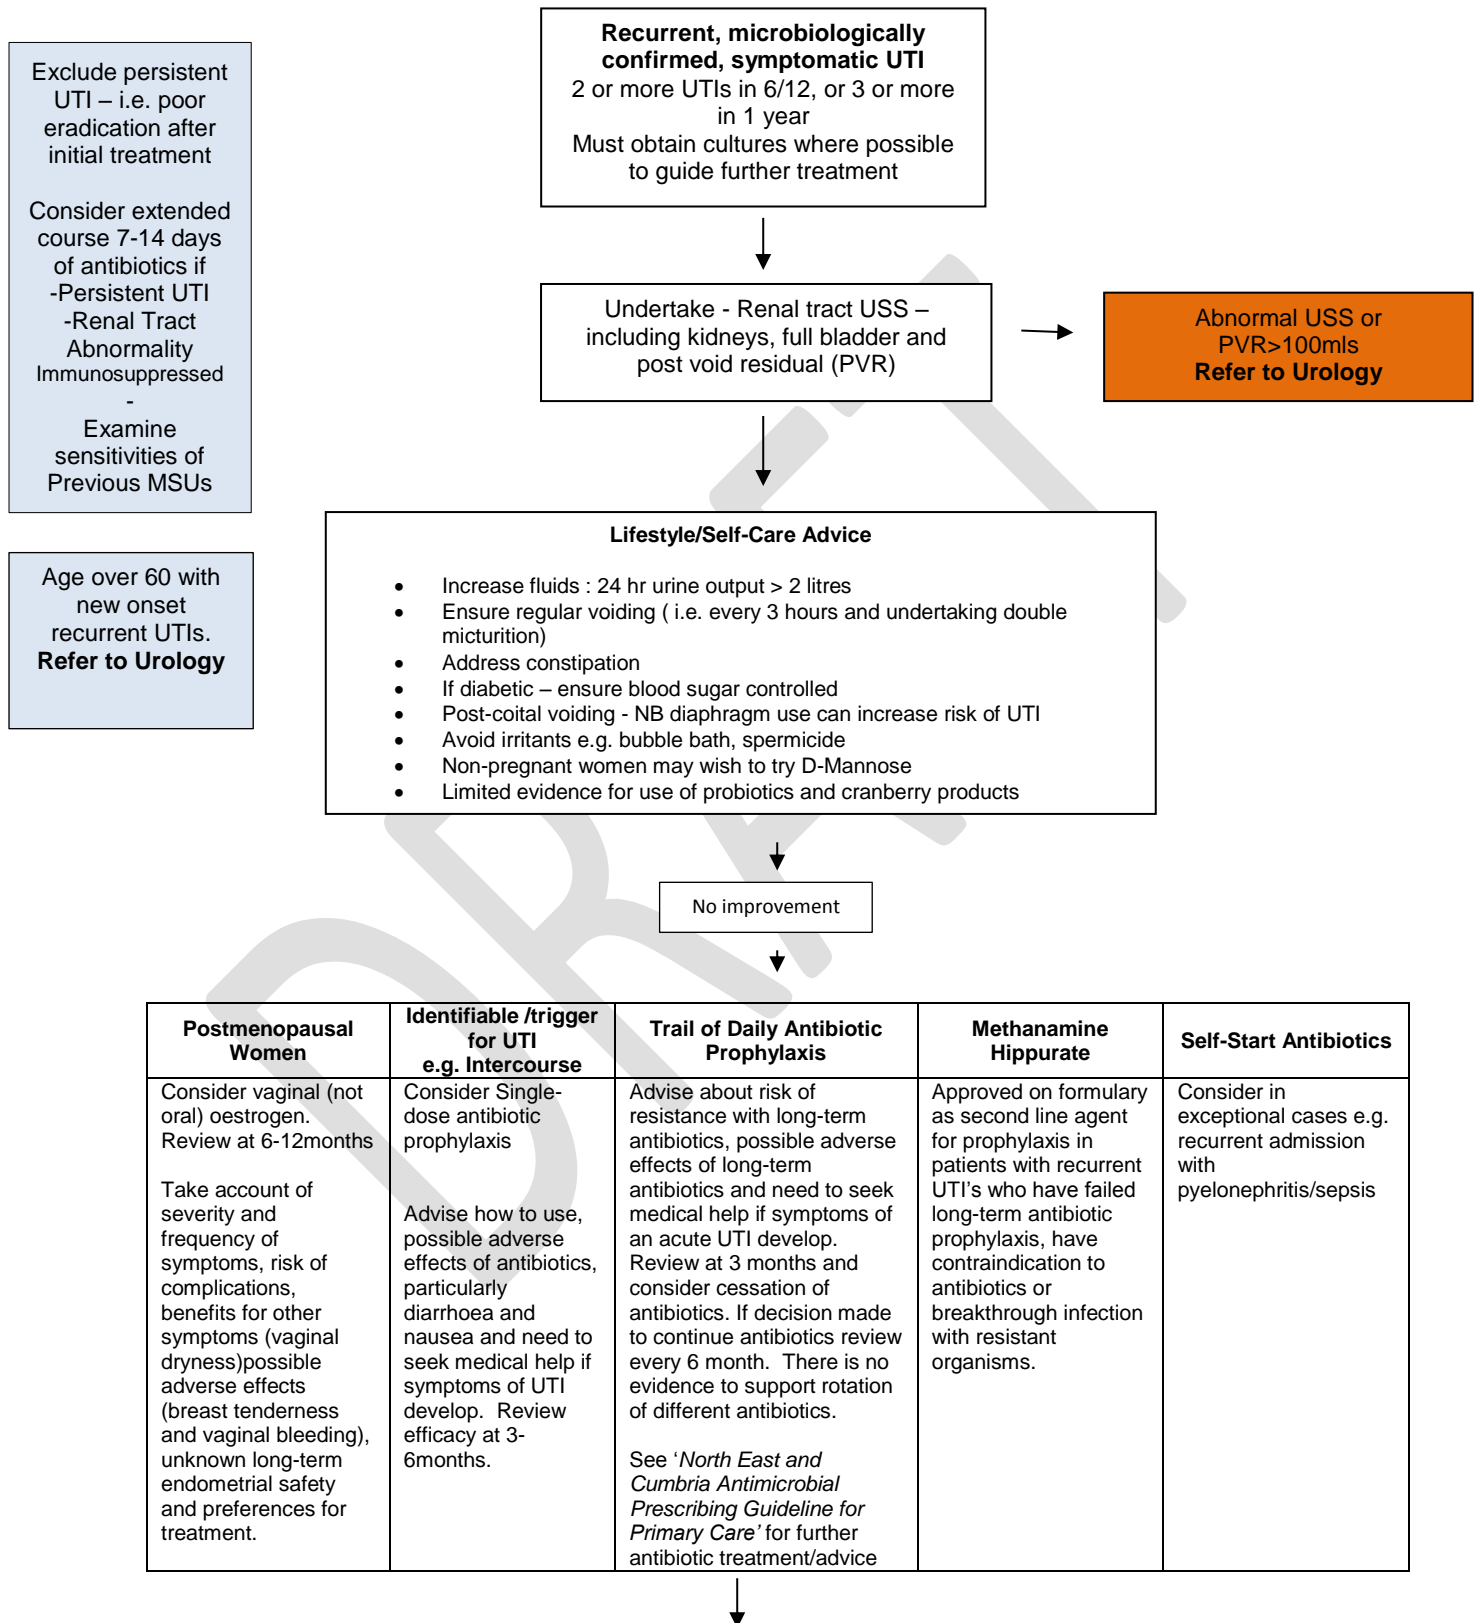 Exclude persistent
UTI – i.e. poor
eradication after
initial treatment
Consider extended
course 7-14 days
of antibiotics if
-Persistent UTI
-Renal Tract
Abnormality
Immunosuppressed
-
Examine
sensitivities of
Previous MSUs
Age over 60 with
new onset
recurrent UTIs.
Refer to Urology
Recurrent, microbiologically
confirmed, symptomatic UTI
2 or more UTIs in 6/12, or 3 or more
in 1 year
Must obtain cultures where possible
to guide further treatment
Undertake - Renal tract USS –
including kidneys, full bladder and
post void residual (PVR)
Abnormal USS or
PVR>100mls
Refer to Urology
Lifestyle/Self-Care Advice
• Increase fluids : 24 hr urine output > 2 litres
• Ensure regular voiding ( i.e. every 3 hours and undertaking double
micturition)
• Address constipation
• If diabetic – ensure blood sugar controlled
• Post-coital voiding - NB diaphragm use can increase risk of UTI
• Avoid irritants e.g. bubble bath, spermicide
• Non-pregnant women may wish to try D-Mannose
• Limited evidence for use of probiotics and cranberry products
No improvement
Postmenopausal
Women
Consider vaginal (not
oral) oestrogen.
Review at 6-12months
Take account of
severity and
frequency of
symptoms, risk of
complications,
benefits for other
symptoms (vaginal
dryness)possible
adverse effects
(breast tenderness
and vaginal bleeding),
unknown long-term
endometrial safety
and preferences for
treatment.
Identifiable /trigger
for UTI
e.g. Intercourse
Consider Single-
dose antibiotic
prophylaxis
Advise how to use,
possible adverse
effects of antibiotics,
particularly
diarrhoea and
nausea and need to
seek medical help if
symptoms of UTI
develop.  Review
efficacy at 3-
6months.
Trail of Daily Antibiotic
Prophylaxis
Advise about risk of
resistance with long-term
antibiotics, possible adverse
effects of long-term
antibiotics and need to seek
medical help if symptoms of
an acute UTI develop.
Review at 3 months and
consider cessation of
antibiotics. If decision made
to continue antibiotics review
every 6 month.  There is no
evidence to support rotation
of different antibiotics.
See ‘North East and
Cumbria Antimicrobial
Prescribing Guideline for
Primary Care’ for further
antibiotic treatment/advice
Methanamine
Hippurate
Approved on formulary
as second line agent
for prophylaxis in
patients with recurrent
UTI’s who have failed
long-term antibiotic
prophylaxis, have
contraindication to
antibiotics or
breakthrough infection
with resistant
organisms.
Self-Start Antibiotics
Consider in
exceptional cases e.g.
recurrent admission
with
pyelonephritis/sepsis
DRAFT